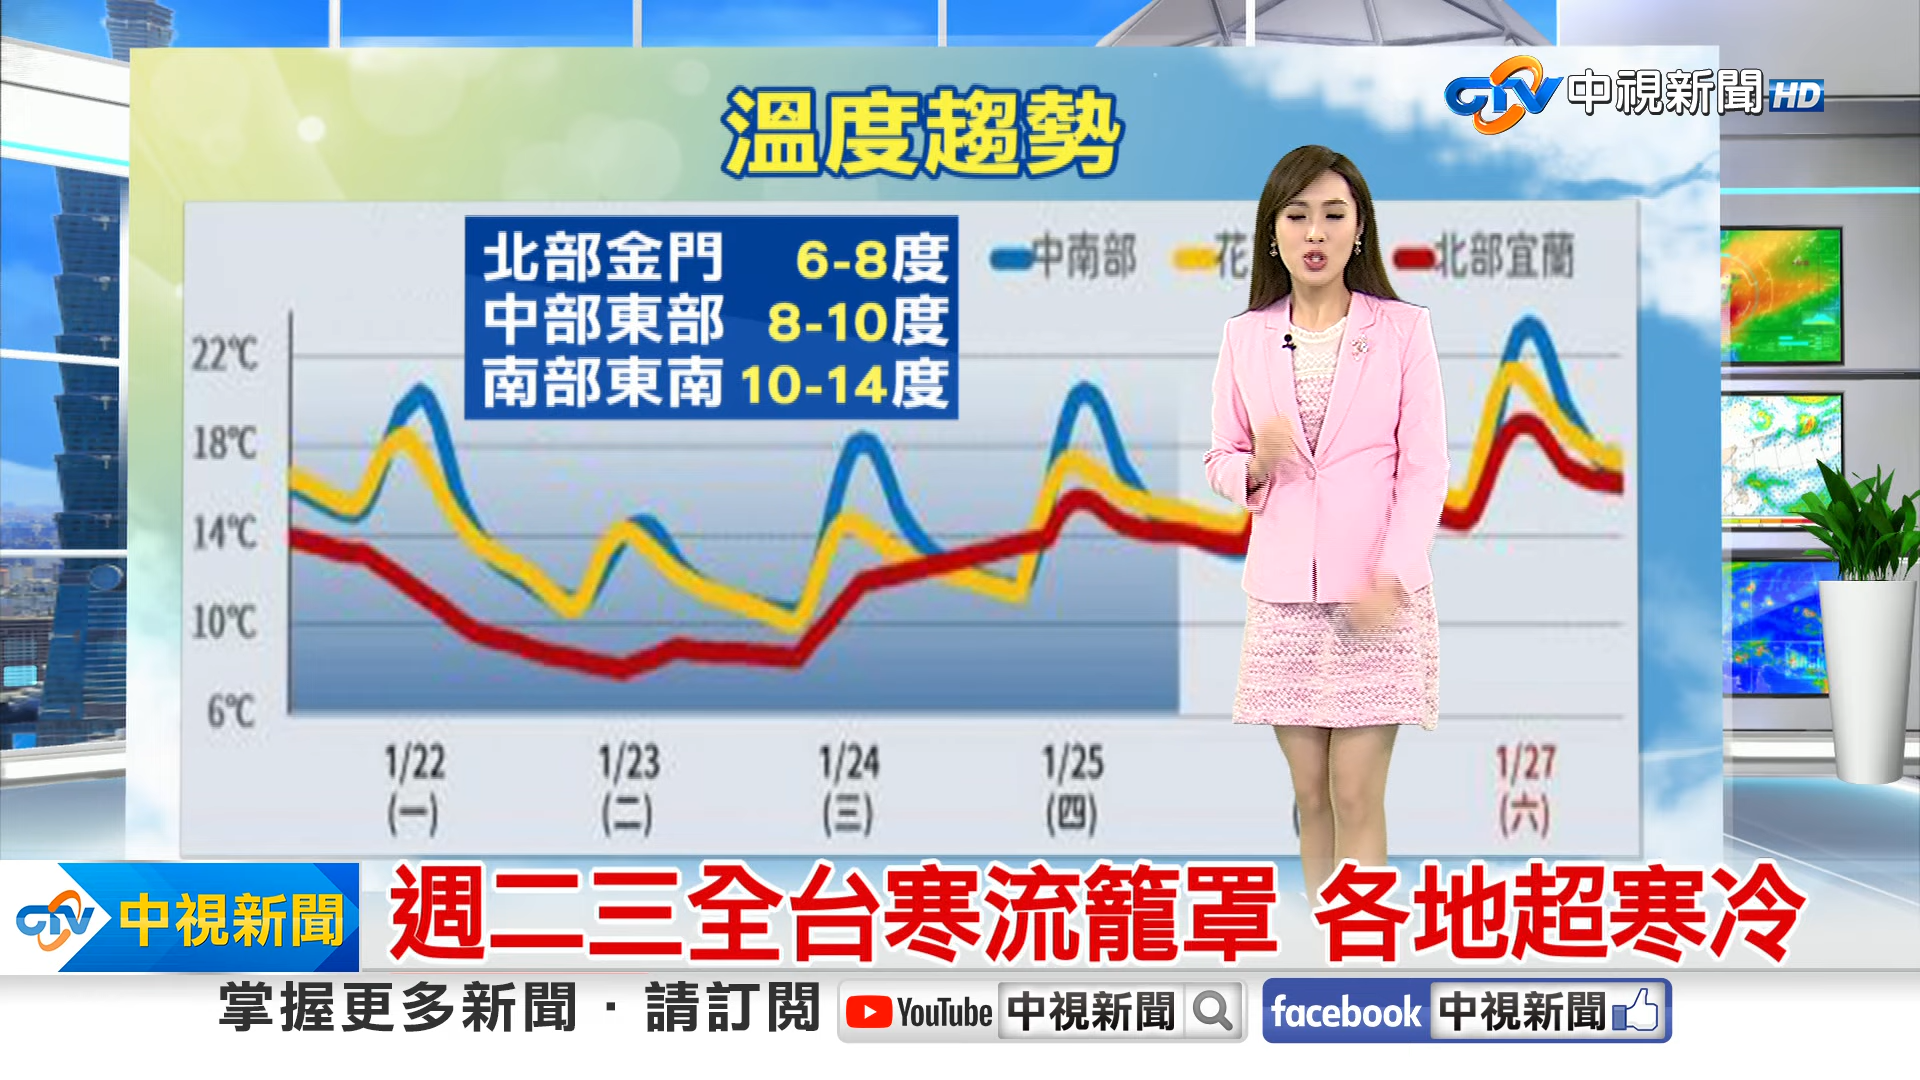 溫度趨勢
CTV 中視新聞 HD
北部金門 6-8度
中部東部 8-10度
南部東南 10-14度
中南部 花 北部宜蘭
22℃
18℃
14℃
10℃
6℃
1/22 1/23 1/24 1/25 1/27
(一) (二) (三) (四) (六)
CTV 中視新聞 週二三全台寒流籠罩 各地超寒冷
掌握更多新聞・請訂閱 YouTube 中視新聞 facebook 中視新聞